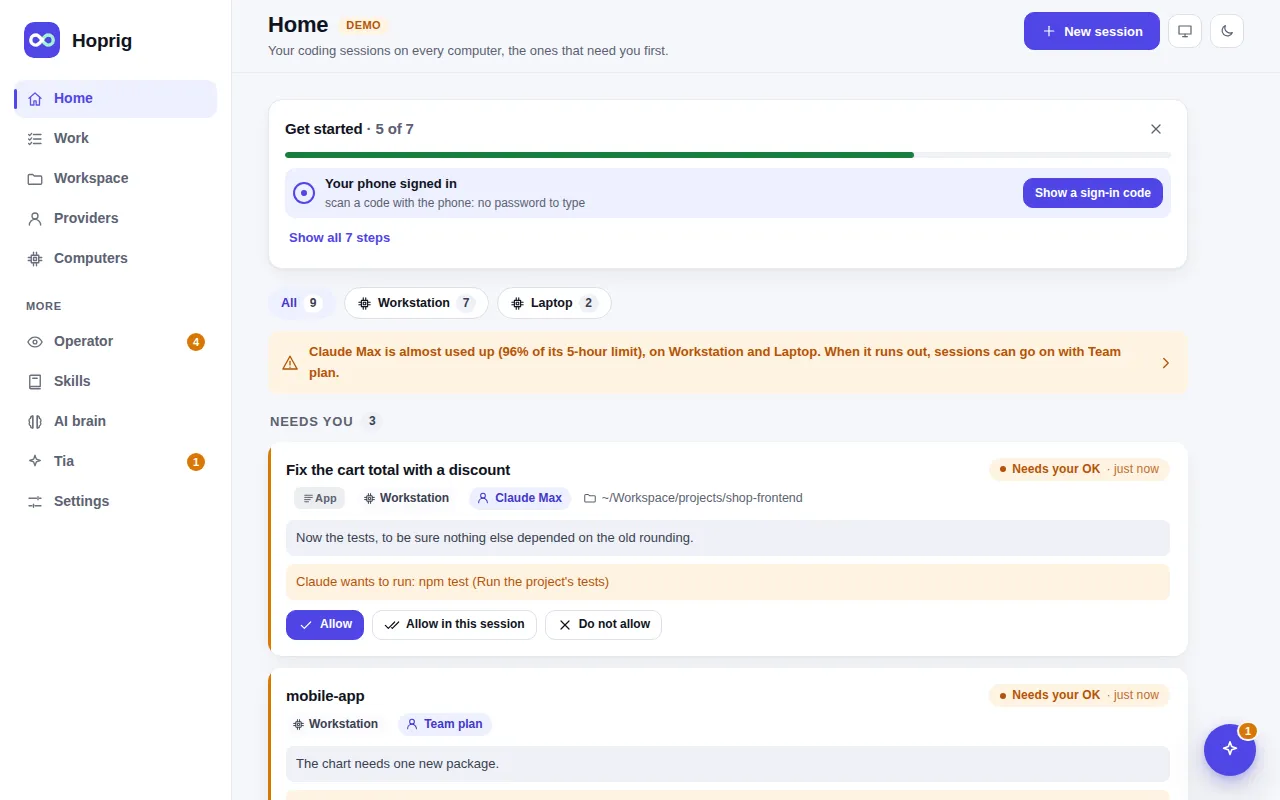 Hoprig
Home
Work
Workspace
Providers
Computers
MORE
Operator 4
Skills
AI brain
Tia 1
Settings
Home DEMO
Your coding sessions on every computer, the ones that need you first.
New session
Get started · 5 of 7
Your phone signed in
scan a code with the phone: no password to type
Show a sign-in code
Show all 7 steps
All 9
Workstation 7
Laptop 2
Claude Max is almost used up (96% of its 5-hour limit), on Workstation and Laptop. When it runs out, sessions can go on with Team
plan.
NEEDS YOU 3
Fix the cart total with a discount
Needs your OK · just now
App Workstation Claude Max ~/Workspace/projects/shop-frontend
Now the tests, to be sure nothing else depended on the old rounding.
Claude wants to run: npm test (Run the project's tests)
Allow Allow in this session Do not allow
mobile-app
Needs your OK · just now
Workstation Team plan
The chart needs one new package.
1